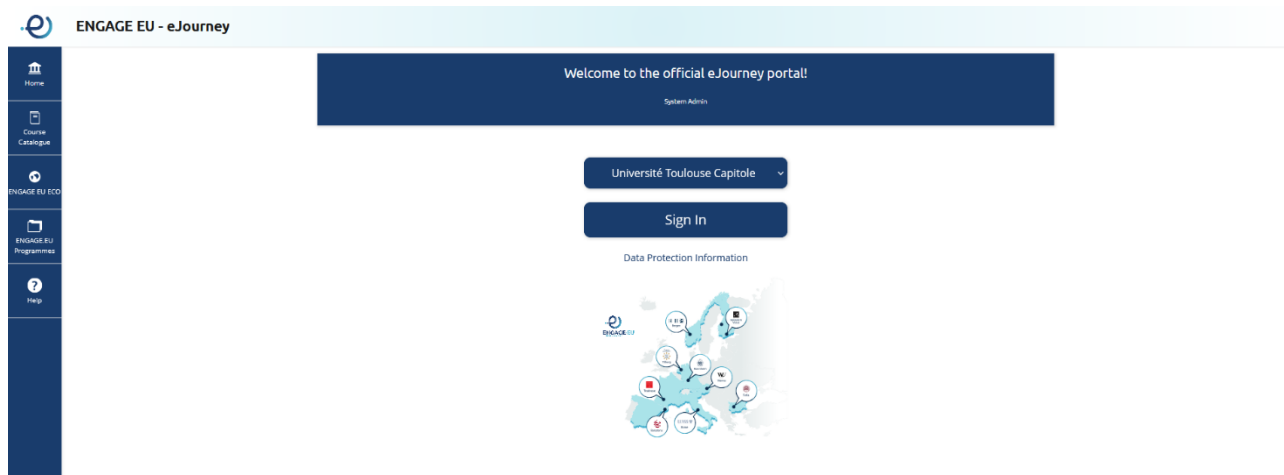 ENGAGE EU - eJourney
Home
Course
Catalogue
ENGAGE EU ECO
ENGAGE.EU
Programmes
Help
Welcome to the official eJourney portal!
System Admin
Université Toulouse Capitole
Sign In
Data Protection Information
ENGAGE.EU